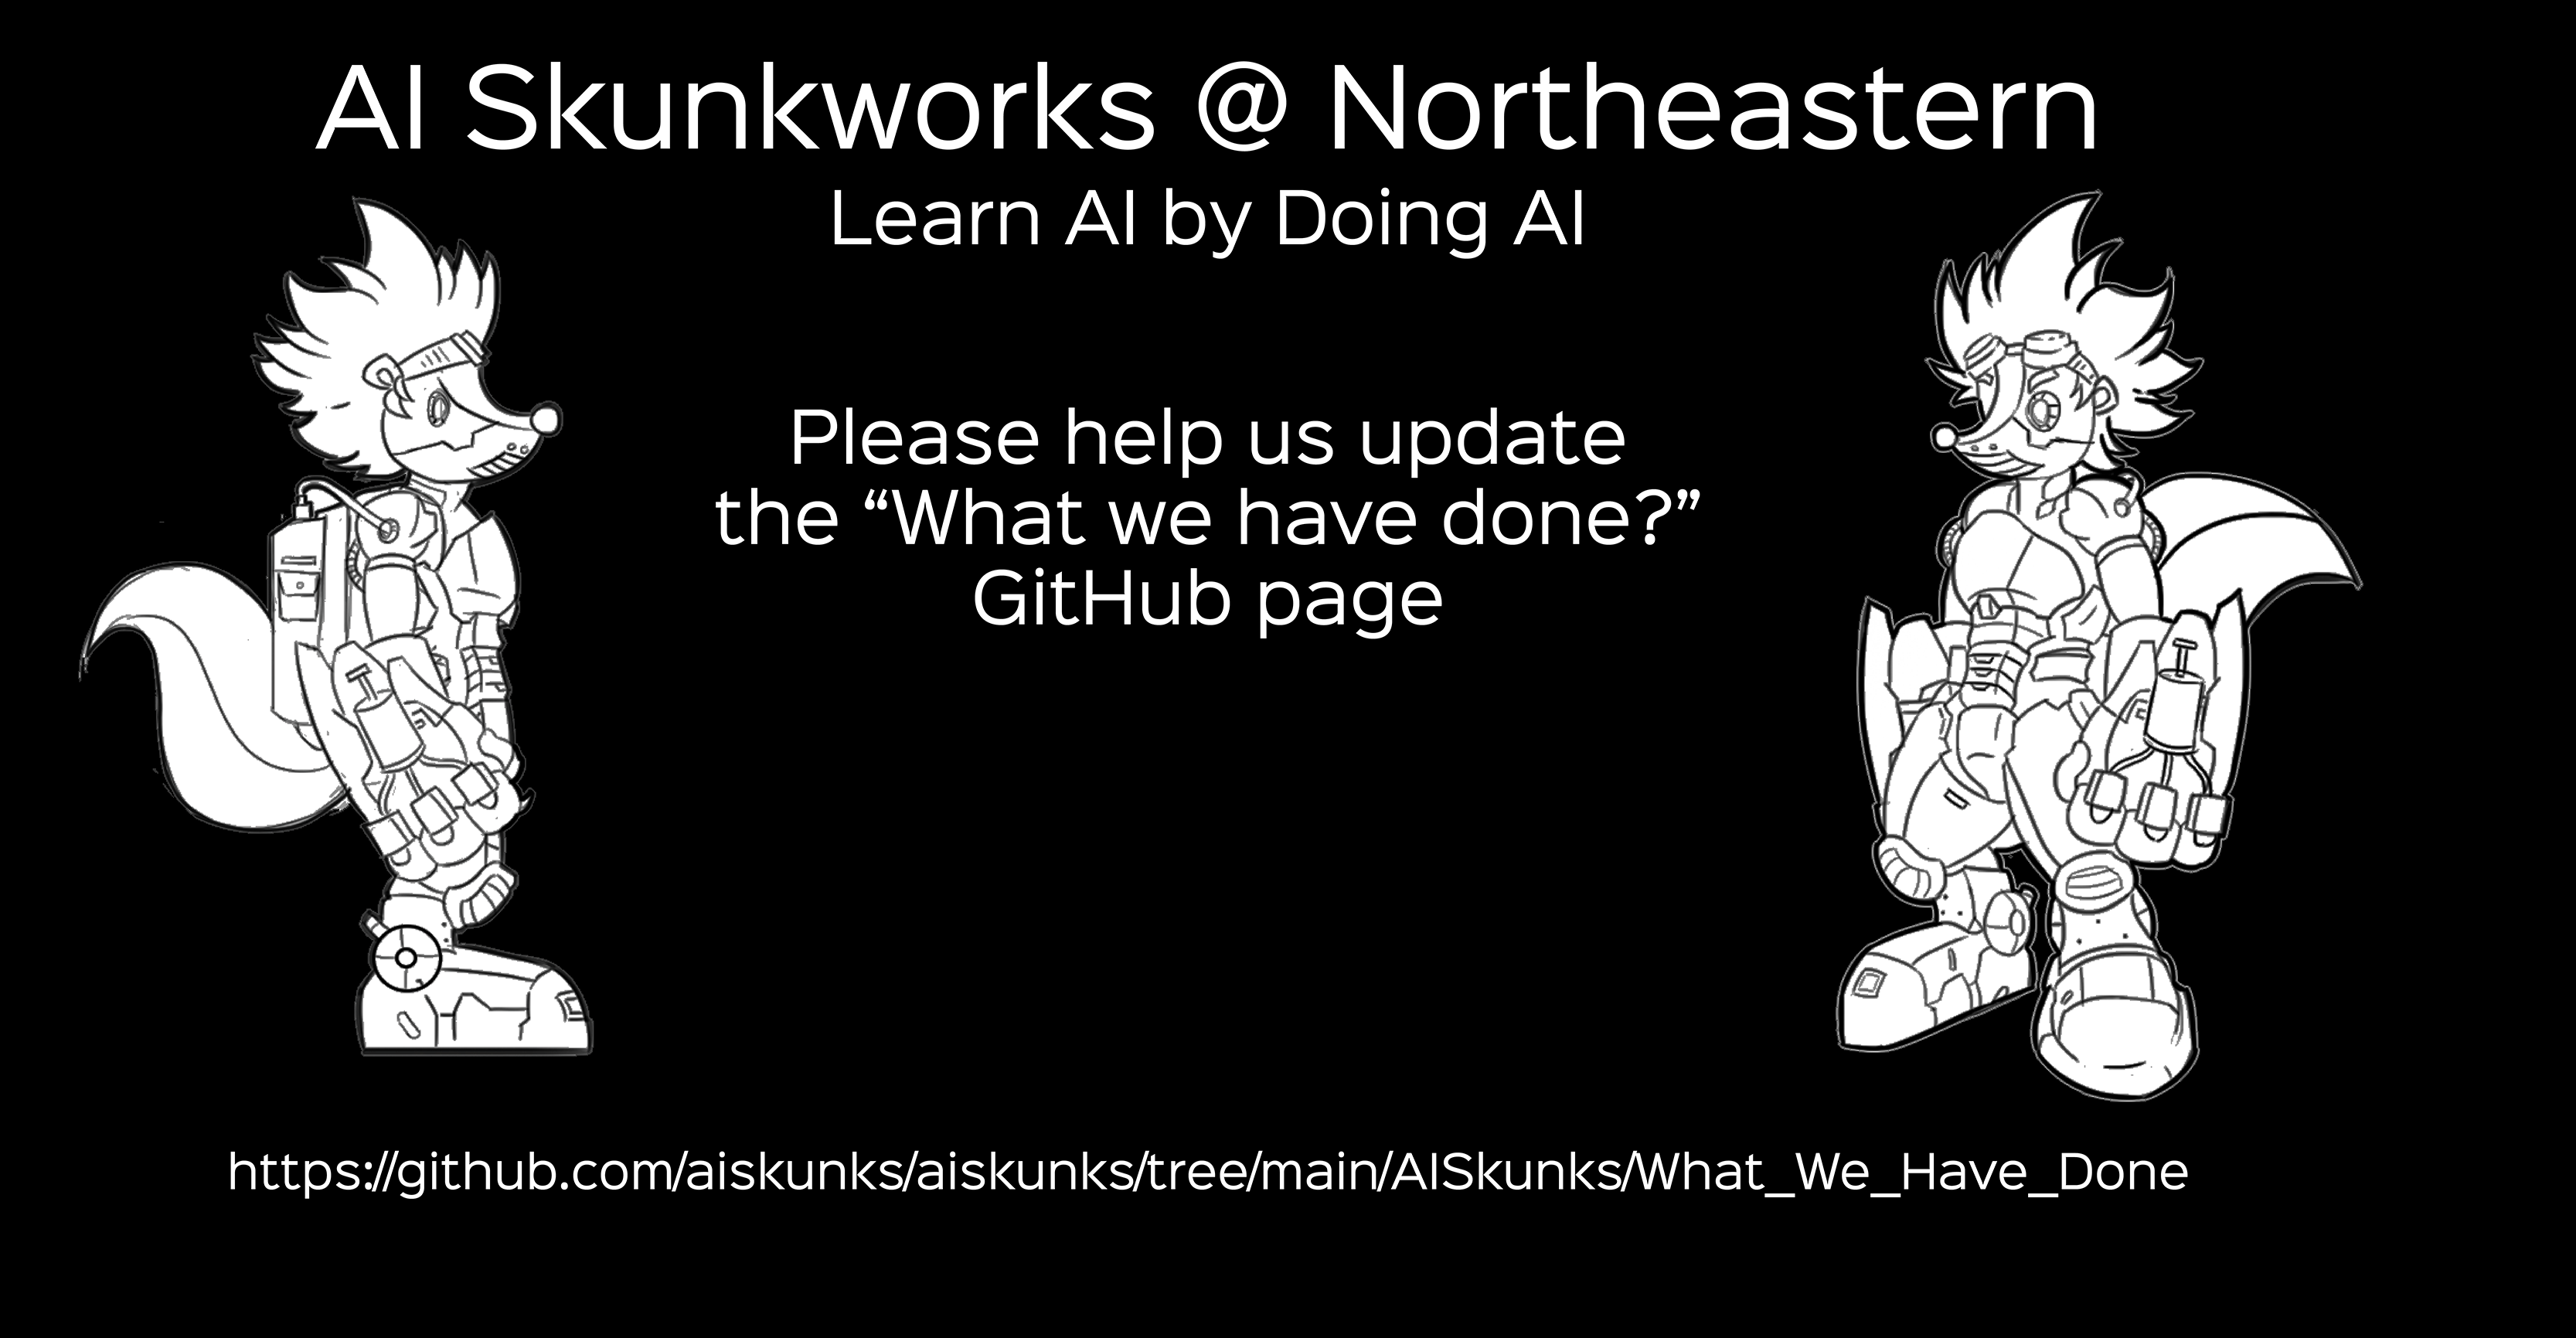 AI Skunkworks @ Northeastern
Learn AI by Doing AI
Please help us update
the “What we have done?”
GitHub page
https://github.com/aiskunks/aiskunks/tree/main/AISkunks/What_We_Have_Done